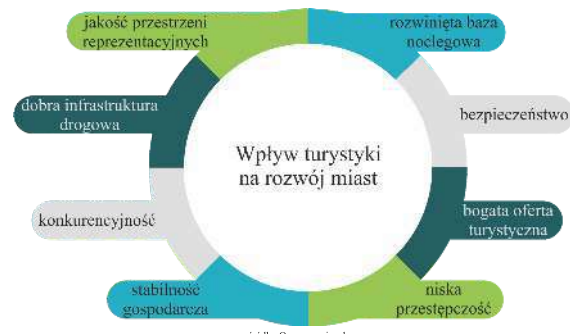 jakość przestrzeni
reprezentacyjnych
rozwinięta baza
noclegowa
dobra infrastruktura
drogowa
bezpieczeństwo
Wpływ turystyki
na rozwój miast
konkurencyjność
bogata oferta
turystyczna
stabilność
gospodarcza
niska
przestępczość